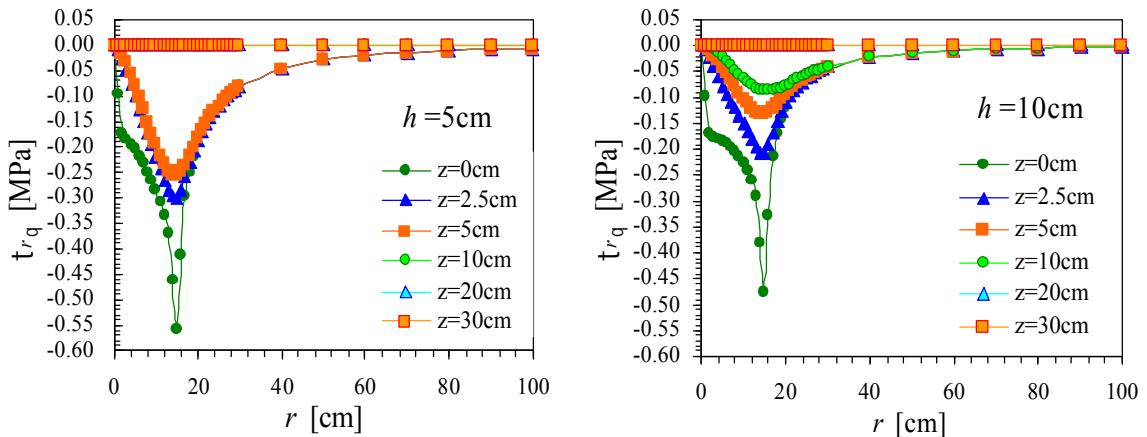 0.05
0.00
-0.05
-0.10
-0.15
-0.20
-0.25
-0.30
-0.35
-0.40
-0.45
-0.50
-0.55
-0.60
t r q [MPa]
h =5cm
z=0cm
z=2.5cm
z=5cm
z=10cm
z=20cm
z=30cm
0 20 40 60 80 100
r [cm]
0.05
0.00
-0.05
-0.10
-0.15
-0.20
-0.25
-0.30
-0.35
-0.40
-0.45
-0.50
-0.55
-0.60
t r q [MPa]
h =10cm
z=0cm
z=2.5cm
z=5cm
z=10cm
z=20cm
z=30cm
0 20 40 60 80 100
r [cm]